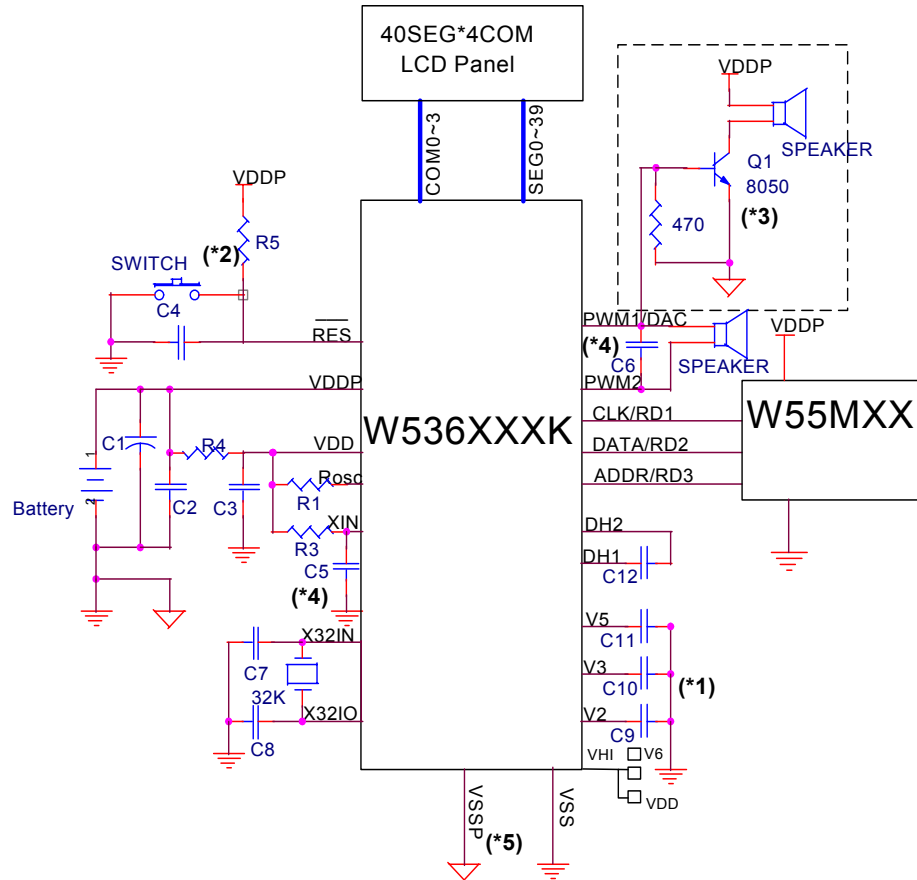 40SEG*4COM
LCD Panel
COM0~3
SEG0~39
VDDP
SPEAKER
Q1
8050
(*3)
470
VDDP
R5
(*2)
SWITCH
C4
RES
PWM1/DAC
(*4)
C6
SPEAKER
VDDP
VDDP
PWM2
W536XXXK
W55MXX
CLK/RD1
DATA/RD2
ADDR/RD3
C1
R4
VDD
Rosc
R1
1
2
Battery
C2
C3
XIN
R3
C5
(*4)
DH2
DH1
C12
X32IN
C7
32K
X32IO
C8
V5
C11
V3
C10
(*1)
V2
C9
VHI
V6
VDD
VSSP
(*5)
VSS